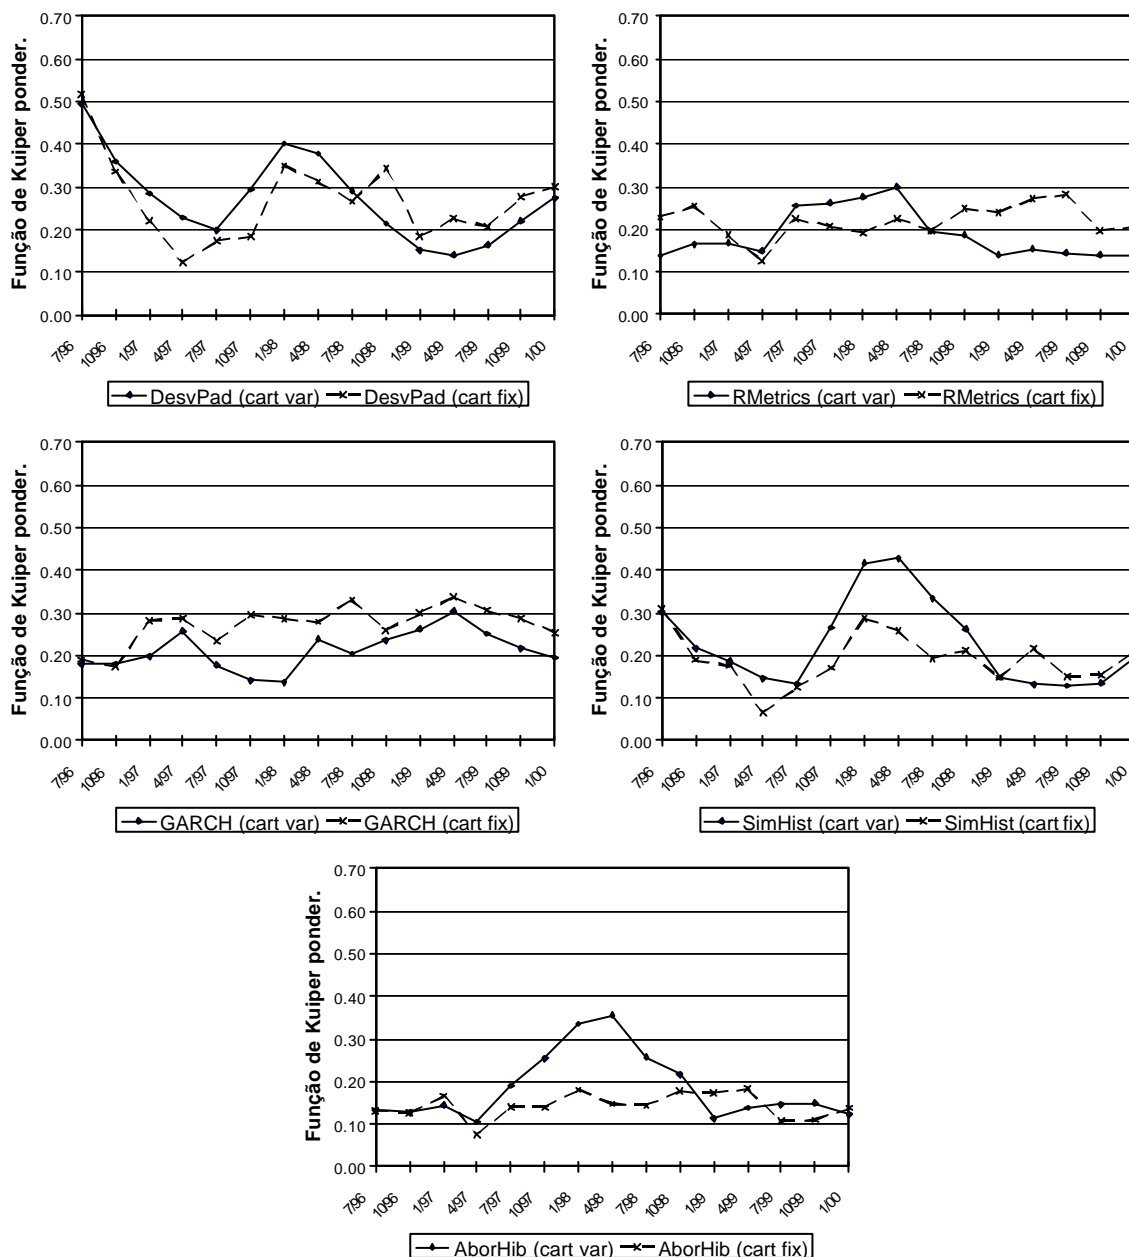 Função de Kuiper ponder.
0.70
0.60
0.50
0.40
0.30
0.20
0.10
0.00
7/96 10/96 1/97 4/97 7/97 10/97 1/98 4/98 7/98 10/98 1/99 4/99 7/99 10/99 1/00
DesvPad (cart var) DesvPad (cart fix)
Função de Kuiper ponder.
0.70
0.60
0.50
0.40
0.30
0.20
0.10
0.00
7/96 10/96 1/97 4/97 7/97 10/97 1/98 4/98 7/98 10/98 1/99 4/99 7/99 10/99 1/00
RMetrics (cart var) RMetrics (cart fix)
Função de Kuiper ponder.
0.70
0.60
0.50
0.40
0.30
0.20
0.10
0.00
7/96 10/96 1/97 4/97 7/97 10/97 1/98 4/98 7/98 10/98 1/99 4/99 7/99 10/99 1/00
GARCH (cart var) GARCH (cart fix)
Função de Kuiper ponder.
0.70
0.60
0.50
0.40
0.30
0.20
0.10
0.00
7/96 10/96 1/97 4/97 7/97 10/97 1/98 4/98 7/98 10/98 1/99 4/99 7/99 10/99 1/00
SimHist (cart var) SimHist (cart fix)
Função de Kuiper ponder.
0.70
0.60
0.50
0.40
0.30
0.20
0.10
0.00
7/96 10/96 1/97 4/97 7/97 10/97 1/98 4/98 7/98 10/98 1/99 4/99 7/99 10/99 1/00
AborHib (cart var) AborHib (cart fix)